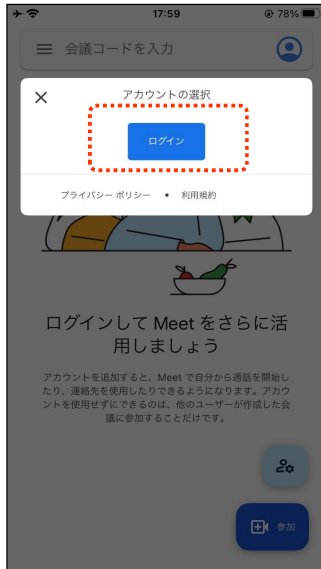 17:59
78%
会議コードを入力
アカウントの選択
ログイン
プライバシー ポリシー • 利用規約
ログインして Meet をさらに活
用しましょう
アカウントを追加すると、Meet で自分から通話を開始し
たり、連絡先を使用したりできるようになります。アカウ
ントを使用せずにできるのは、他のユーザーが作成した会
議に参加することだけです。
参加